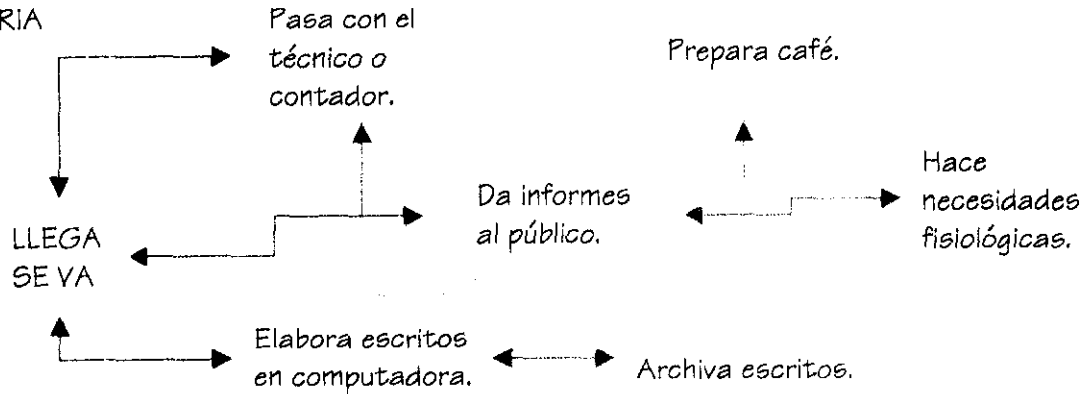 RIA
Pasa con el
técnico o
contador.
Prepara café.
Hace
necesidades
fisiológicas.
Da informes
al público.
LLEGA
SE VA
Elabora escritos
en computadora.
Archiva escritos.